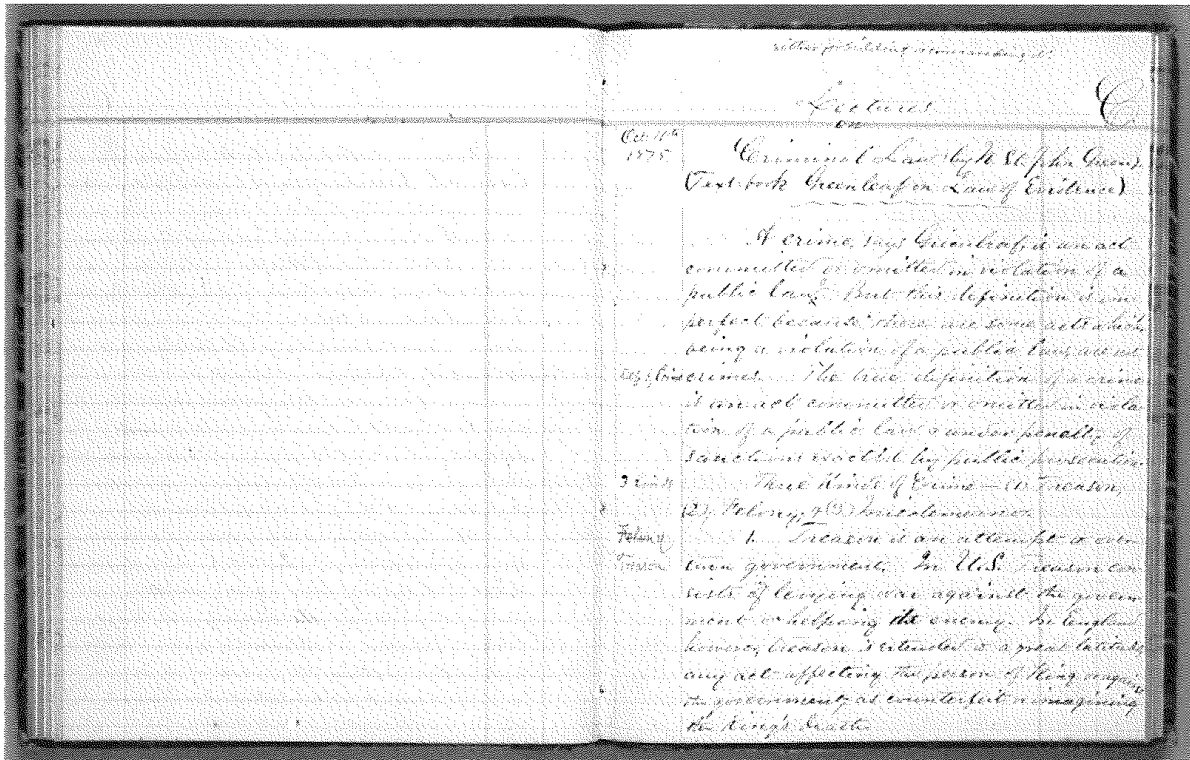 C
Lectures
on
Oct. 11th
1875
Criminal Law by N. St. John Green.
(Text-book Greenleaf on Law of Evidence)
A crime, says Greenleaf, is an act
committed or omitted in violation of a
public law. But this definition is im
perfect because there are some acts which
being a violation of a public law are not
crimes. The true definition of a crime
is an act committed or omitted in viola
tion of a public law & under penalty of
by public prosecution
3 kinds
Three Kinds of Crime — (1) Treason,
(2) Felony, & (3) misdemeanor
Felony
Treason
1. Treason is an attempt to over
turn government. In U.S. Treason con
sists of levying war against the govern
ment or helping its enemy. In England
however, treason is extended to a great latitude
any act affecting the person of King or
the government, as counterfeit or imagining
the King's death